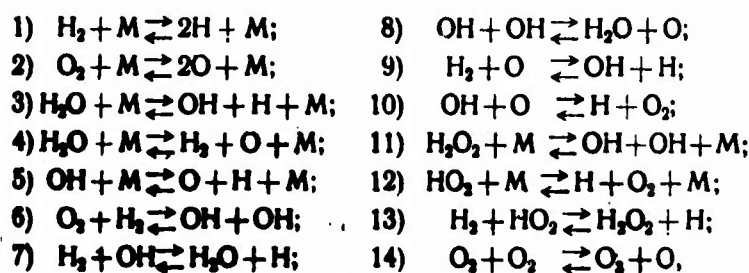 1) H₂+M⇄2H+M;
2) O₂+M⇄2O+M;
3) H₂O+M⇄OH+H+M;
4) H₂O+M⇄H₂+O+M;
5) OH+M⇄O+H+M;
6) O₂+H₂⇄OH+OH;
7) H₂+OH⇄H₂O+H;
8) OH+OH⇄H₂O+O;
9) H₂+O ⇄OH+H;
10) OH+O ⇄H+O₂;
11) H₂O₂+M ⇄OH+OH+M;
12) HO₂+M ⇄H+O₂+M;
13) H₂+HO₂⇄H₂O₂+H;
14) O₂+O₂ ⇄O₂+O,